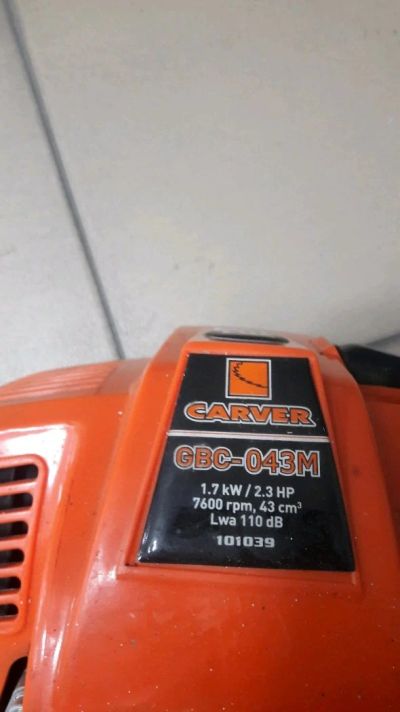 CARVER
GBC-043M
1.7 kW / 2.3 HP
7600 rpm, 43 cm³
Lwa 110 dB
101039